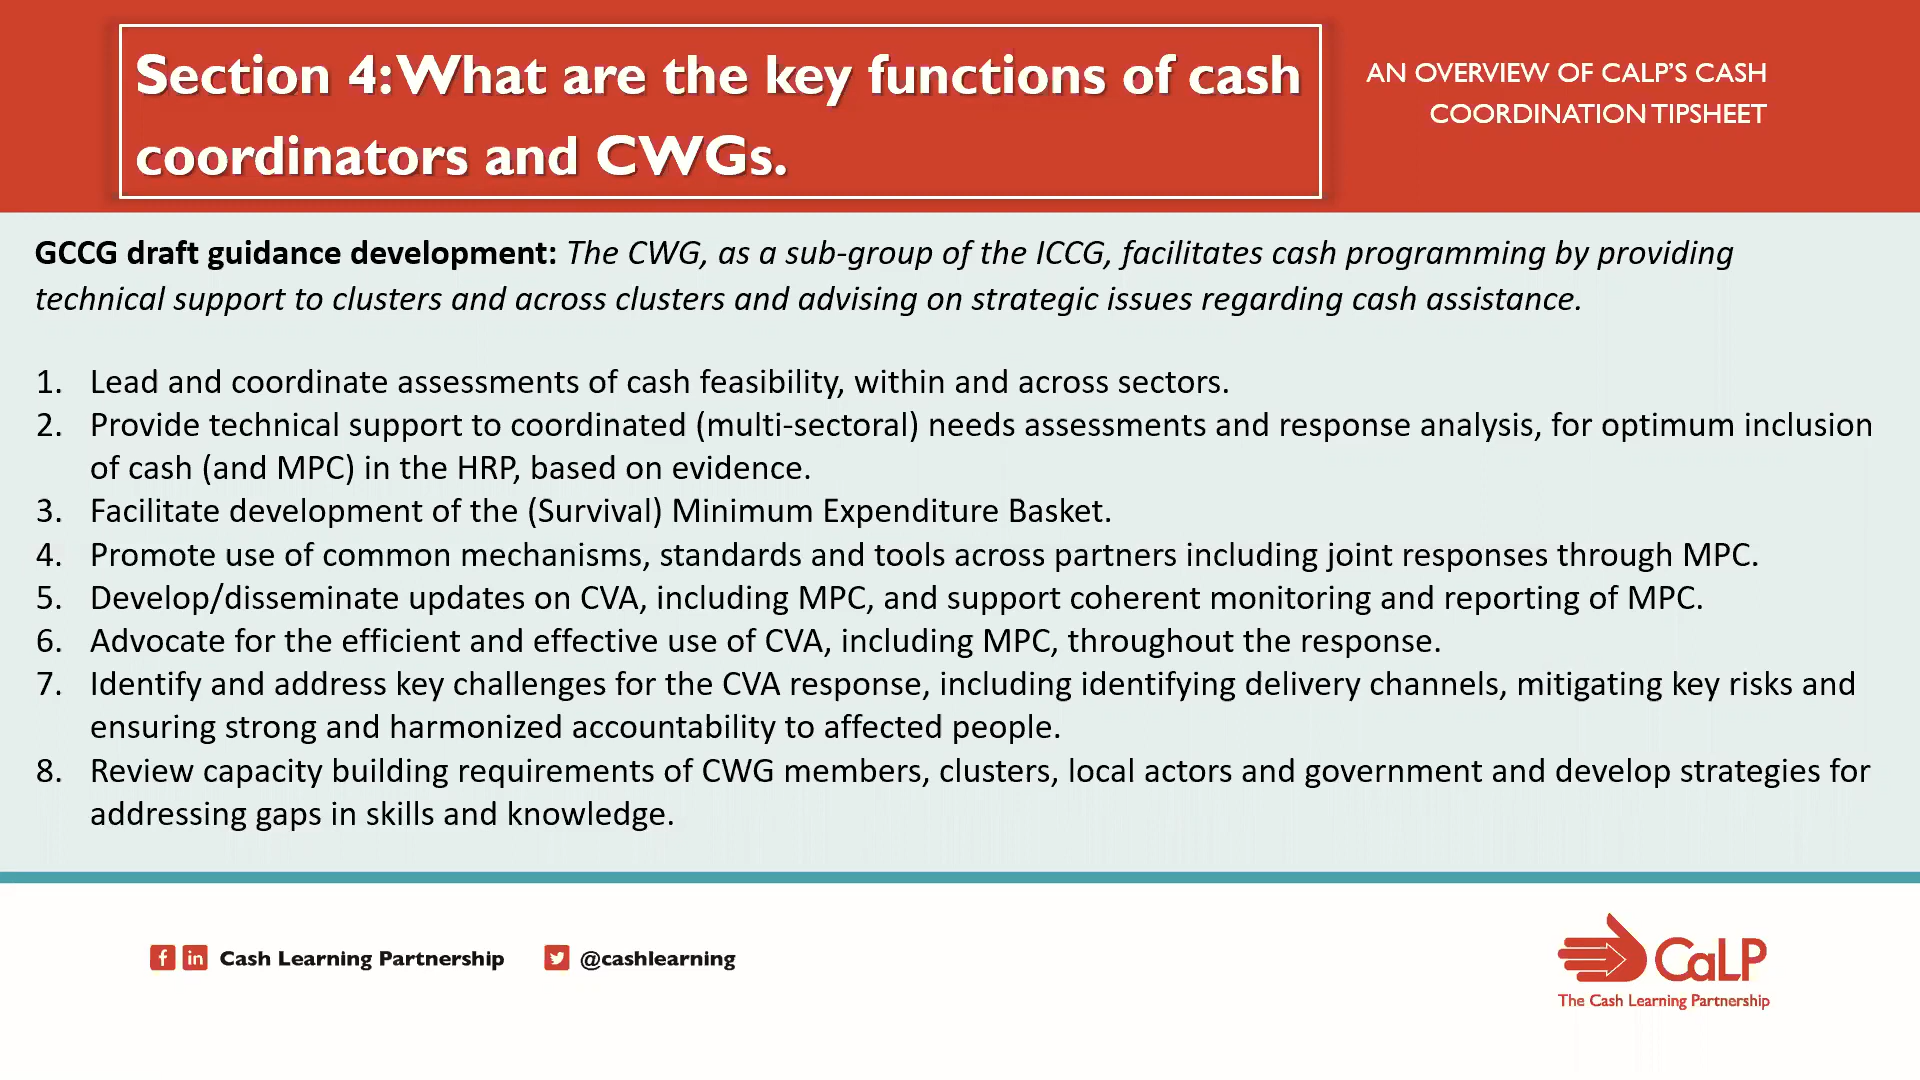 Section 4: What are the key functions of cash
coordinators and CWGs.
AN OVERVIEW OF CALP'S CASH
COORDINATION TIPSHEET
GCCG draft guidance development: The CWG, as a sub-group of the ICCG, facilitates cash programming by providing
technical support to clusters and across clusters and advising on strategic issues regarding cash assistance.
1. Lead and coordinate assessments of cash feasibility, within and across sectors.
2. Provide technical support to coordinated (multi-sectoral) needs assessments and response analysis, for optimum inclusion
of cash (and MPC) in the HRP, based on evidence.
3. Facilitate development of the (Survival) Minimum Expenditure Basket.
4. Promote use of common mechanisms, standards and tools across partners including joint responses through MPC.
5. Develop/disseminate updates on CVA, including MPC, and support coherent monitoring and reporting of MPC.
6. Advocate for the efficient and effective use of CVA, including MPC, throughout the response.
7. Identify and address key challenges for the CVA response, including identifying delivery channels, mitigating key risks and
ensuring strong and harmonized accountability to affected people.
8. Review capacity building requirements of CWG members, clusters, local actors and government and develop strategies for
addressing gaps in skills and knowledge.
f in Cash Learning Partnership @cashlearning
CaLP
The Cash Learning Partnership